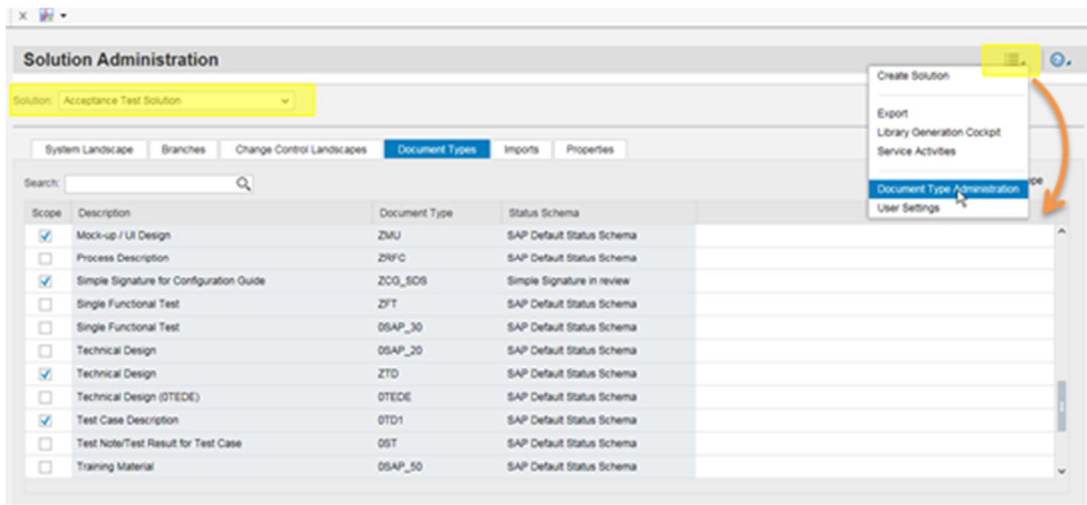 Solution Administration
Create Solution
Solution: Acceptance Test Solution
Export
Library Generation Cockpit
Service Activities
System Landscape Branches Change Control Landscapes Document Types Imports Properties
Search:
Document Type Administration
User Settings
Scope Description Document Type Status Schema
Mock-up / UI Design ZMU SAP Default Status Schema
Process Description ZRFC SAP Default Status Schema
Simple Signature for Configuration Guide ZCG_SDS Simple Signature in review
Single Functional Test ZFT SAP Default Status Schema
Single Functional Test 0SAP_30 SAP Default Status Schema
Technical Design 0SAP_20 SAP Default Status Schema
Technical Design ZTD SAP Default Status Schema
Technical Design (0TEDE) 0TEDE SAP Default Status Schema
Test Case Description 0TD1 SAP Default Status Schema
Test Note/Test Result for Test Case 0ST SAP Default Status Schema
Training Material 0SAP_50 SAP Default Status Schema